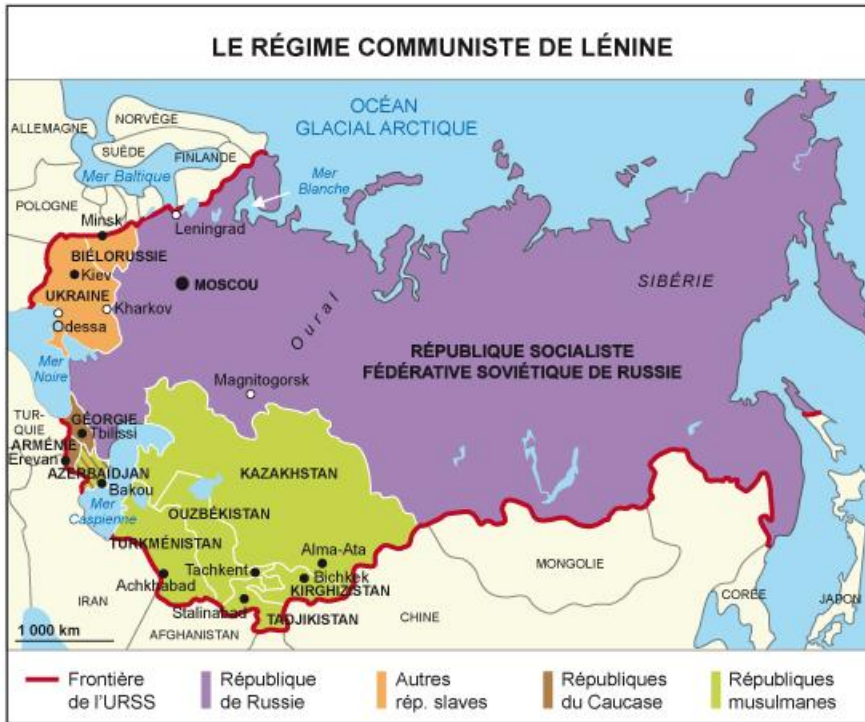 LE RÉGIME COMMUNISTE DE LÉNINE
OCÉAN
GLACIAL ARCTIQUE
ALLEMAGNE
NORVÈGE
SUÈDE
FINLANDE
Mer Baltique
Mer
Blanche
POLOGNE
Minsk
Leningrad
BIÉLORUSSIE
Kiev
MOSCOU
SIBÉRIE
UKRAINE
Kharkov
Odessa
Oural
RÉPUBLIQUE SOCIALISTE
FÉDÉRATIVE SOVIÉTIQUE DE RUSSIE
Mer
Noire
Magnitogorsk
TUR-
QUIE
GÉORGIE
Tbilissi
ARMÉNIE
Erevan
AZERBAÏDJAN
Bakou
KAZAKHSTAN
Mer
Caspienne
OUZBÉKISTAN
TURKMÉNISTAN
Alma-Ata
Tachkent
Bichkek
Achkhabad
KIRGHIZISTAN
Stalinabad
TADJIKISTAN
MONGOLIE
IRAN
CHINE
CORÉE
JAPON
AFGHANISTAN
1 000 km
Frontière
de l'URSS
République
de Russie
Autres
rép. slaves
Républiques
du Caucase
Républiques
musulmanes